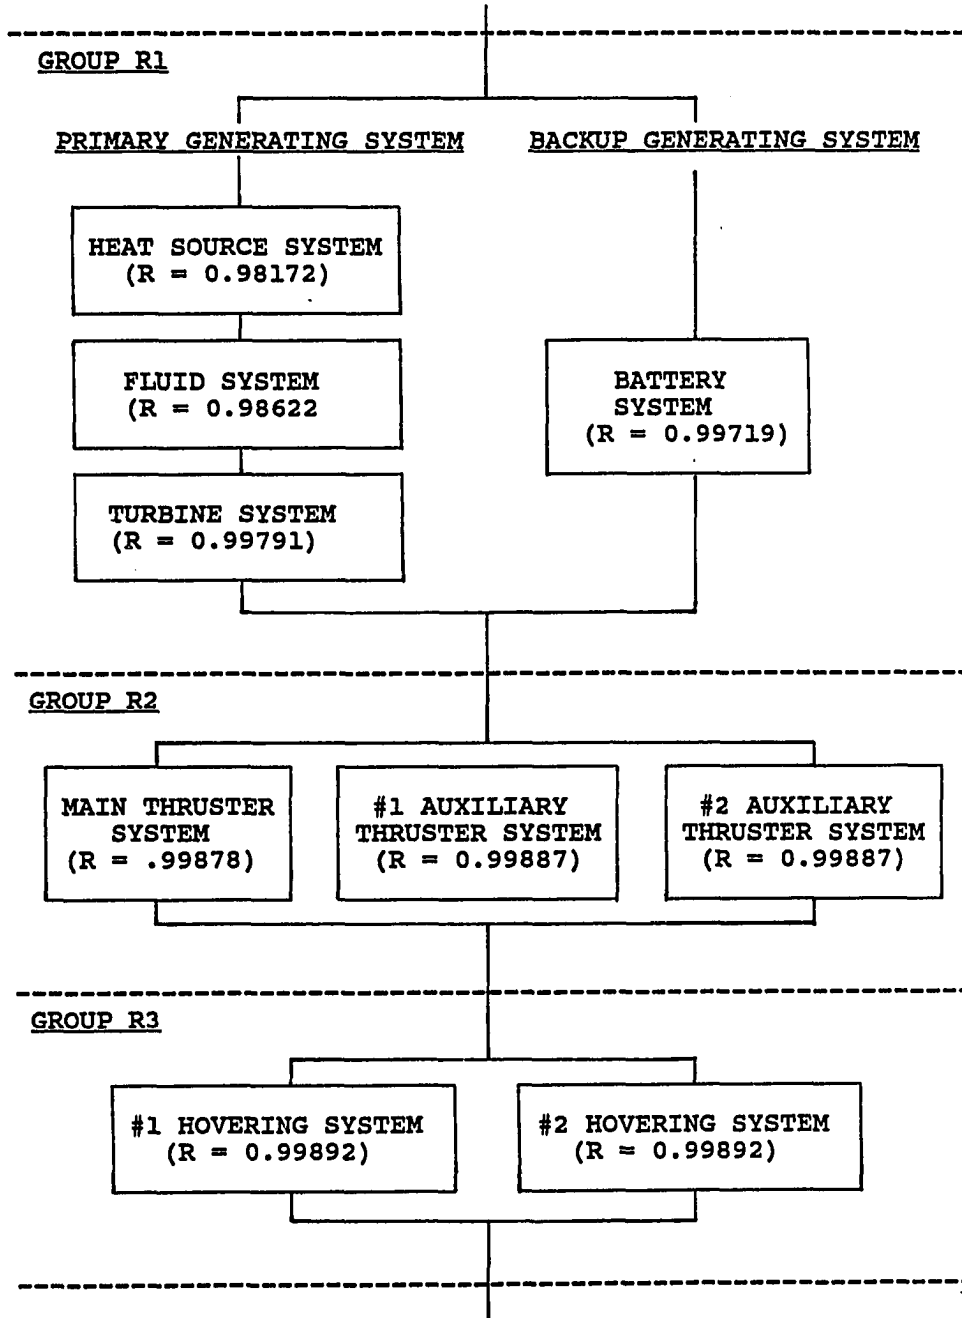 GROUP R1
PRIMARY GENERATING SYSTEM
BACKUP GENERATING SYSTEM
HEAT SOURCE SYSTEM
(R = 0.98172)
FLUID SYSTEM
(R = 0.98622
TURBINE SYSTEM
(R = 0.99791)
BATTERY
SYSTEM
(R = 0.99719)
GROUP R2
MAIN THRUSTER
SYSTEM
(R = .99878)
#1 AUXILIARY
THRUSTER SYSTEM
(R = 0.99887)
#2 AUXILIARY
THRUSTER SYSTEM
(R = 0.99887)
GROUP R3
#1 HOVERING SYSTEM
(R = 0.99892)
#2 HOVERING SYSTEM
(R = 0.99892)